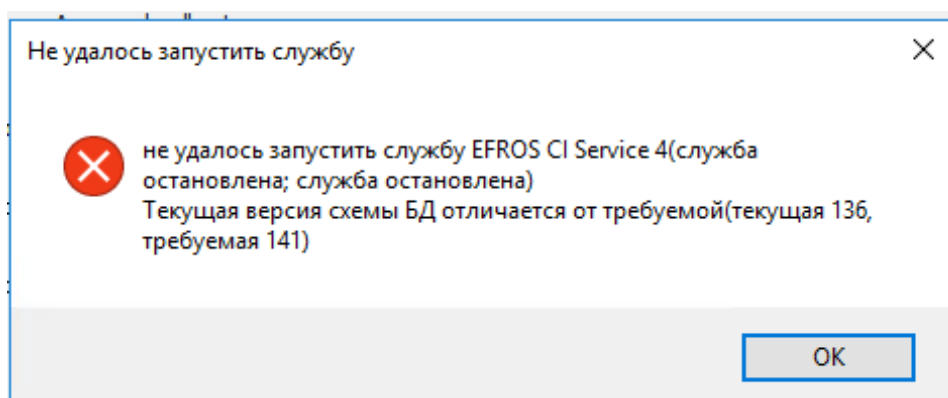 Не удалось запустить службу
не удалось запустить службу EFROS CI Service 4(служба
остановлена; служба остановлена)
Текущая версия схемы БД отличается от требуемой(текущая 136,
требуемая 141)
OK